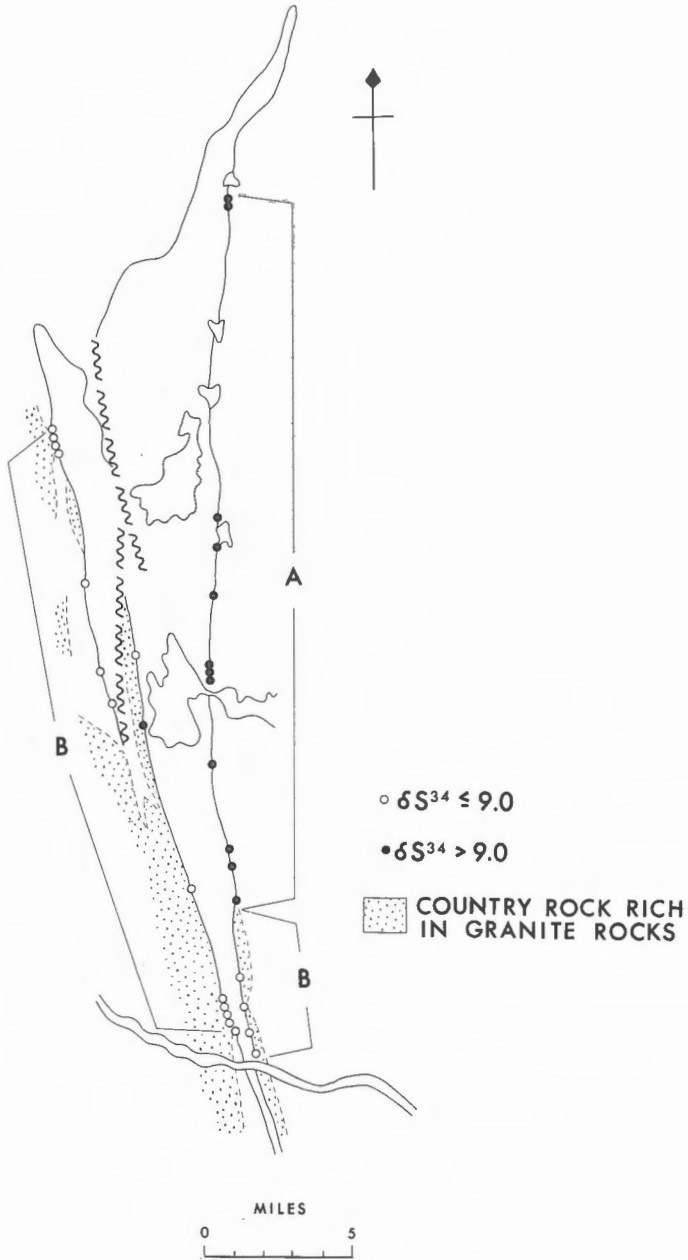 A
B
δS³⁴ ≤ 9.0
δS³⁴ > 9.0
COUNTRY ROCK RICH
IN GRANITE ROCKS
B
MILES
0 5